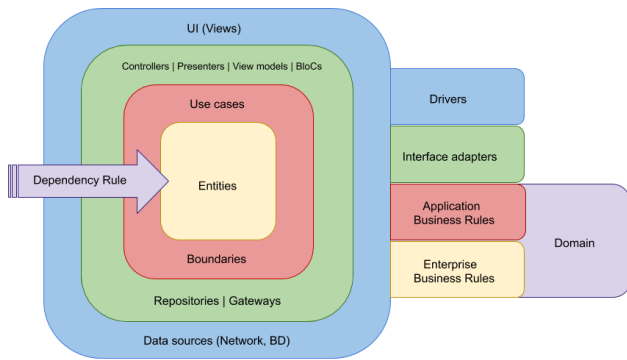 UI (Views)
Controllers | Presenters | View models | BloCs
Use cases
Entities
Dependency Rule
Boundaries
Repositories | Gateways
Data sources (Network, BD)
Drivers
Interface adapters
Application
Business Rules
Enterprise
Business Rules
Domain